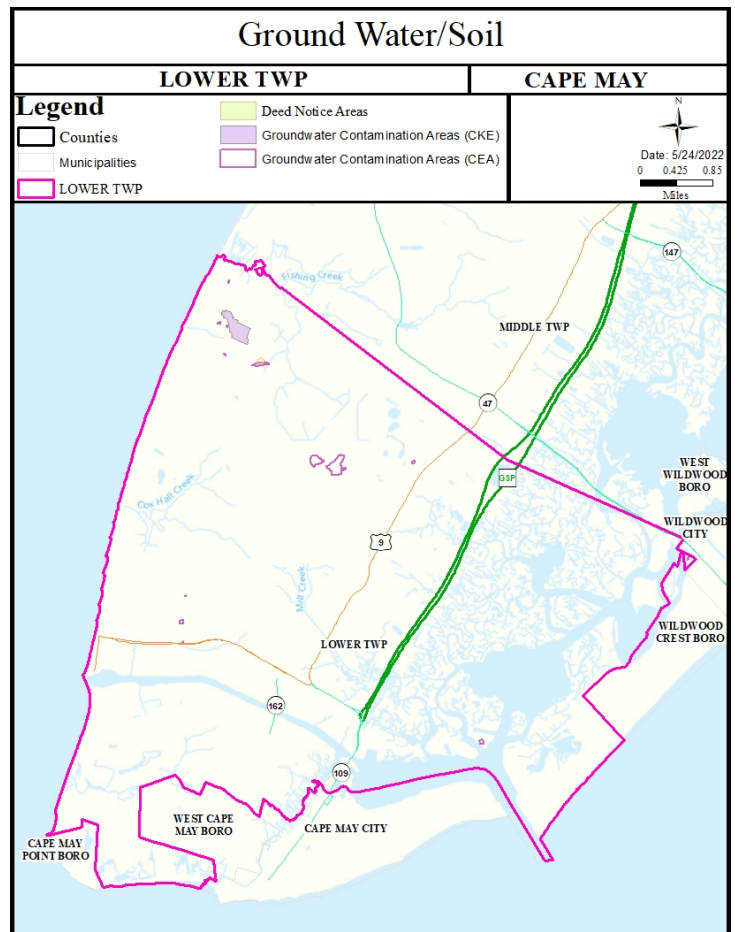 Ground Water/Soil
LOWER TWP
CAPE MAY
Legend
Counties
Municipalities
LOWER TWP
Deed Notice Areas
Groundwater Contamination Areas (CKE)
Groundwater Contamination Areas (CEA)
N
Date: 5/24/2022
0 0.425 0.85
Miles
147
Fishing Creek
MIDDLE TWP
47
WEST
WILDWOOD
BORO
GSP
Cox Hall Creek
WILDWOOD
CITY
9
Mill Creek
WILDWOOD
CREST BORO
LOWER TWP
162
109
WEST CAPE
MAY BORO
CAPE MAY CITY
CAPE MAY
POINT BORO